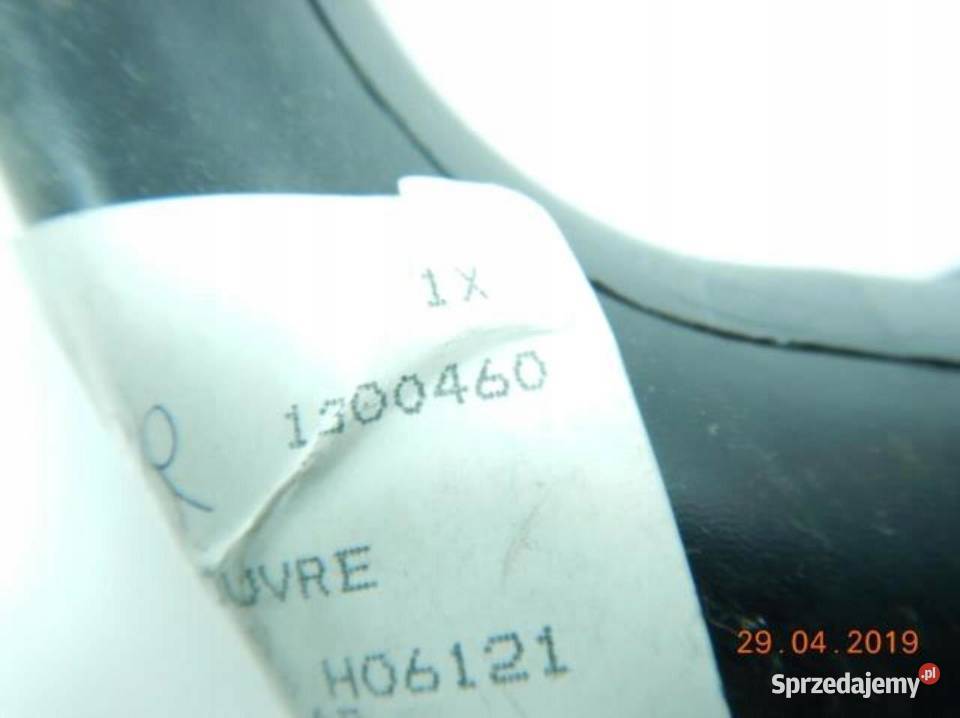 1X
1300460
UVRE
H06121
29.04.2019
Sprzedajemy.pl